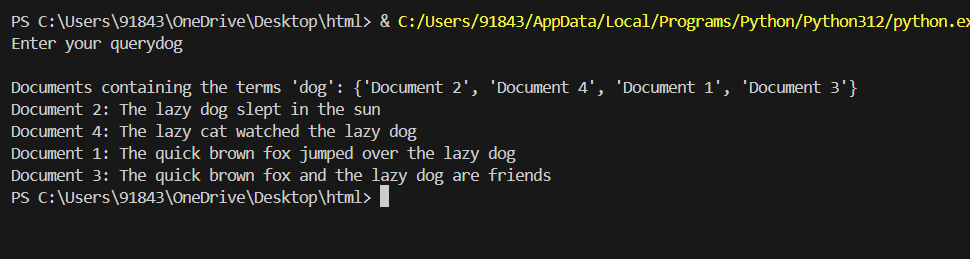 PS C:\Users\91843\OneDrive\Desktop\html> & C:/Users/91843/AppData/Local/Programs/Python/Python312/python.ex
Enter your querydog
Documents containing the terms 'dog': {'Document 2', 'Document 4', 'Document 1', 'Document 3'}
Document 2: The lazy dog slept in the sun
Document 4: The lazy cat watched the lazy dog
Document 1: The quick brown fox jumped over the lazy dog
Document 3: The quick brown fox and the lazy dog are friends
PS C:\Users\91843\OneDrive\Desktop\html>